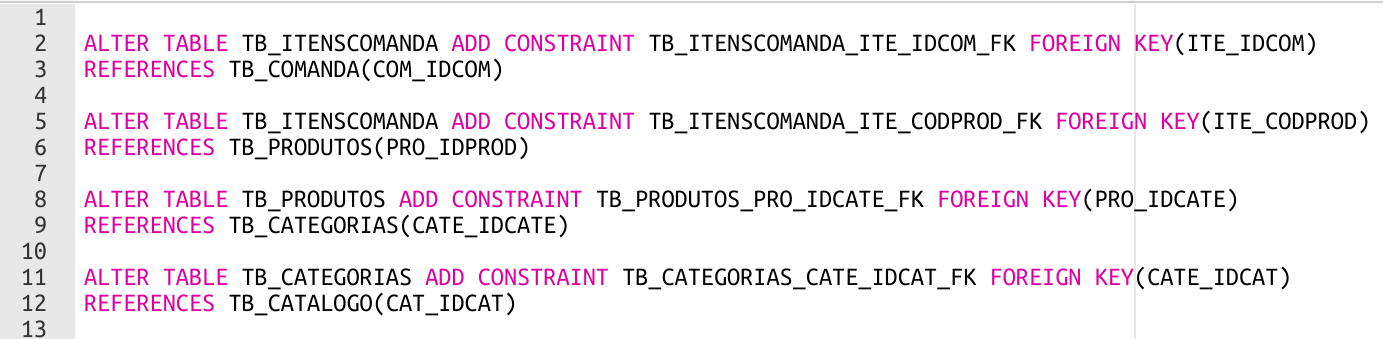 1
2 ALTER TABLE TB_ITENSCOMANDA ADD CONSTRAINT TB_ITENSCOMANDA_ITE_IDCOM_FK FOREIGN KEY(ITE_IDCOM)
3 REFERENCES TB_COMANDA(COM_IDCOM)
4
5 ALTER TABLE TB_ITENSCOMANDA ADD CONSTRAINT TB_ITENSCOMANDA_ITE_CODPROD_FK FOREIGN KEY(ITE_CODPROD)
6 REFERENCES TB_PRODUTOS(PRO_IDPROD)
7
8 ALTER TABLE TB_PRODUTOS ADD CONSTRAINT TB_PRODUTOS_PRO_IDCATE_FK FOREIGN KEY(PRO_IDCATE)
9 REFERENCES TB_CATEGORIAS(CATE_IDCATE)
10
11 ALTER TABLE TB_CATEGORIAS ADD CONSTRAINT TB_CATEGORIAS_CATE_IDCAT_FK FOREIGN KEY(CATE_IDCAT)
12 REFERENCES TB_CATALOGO(CAT_IDCAT)
13